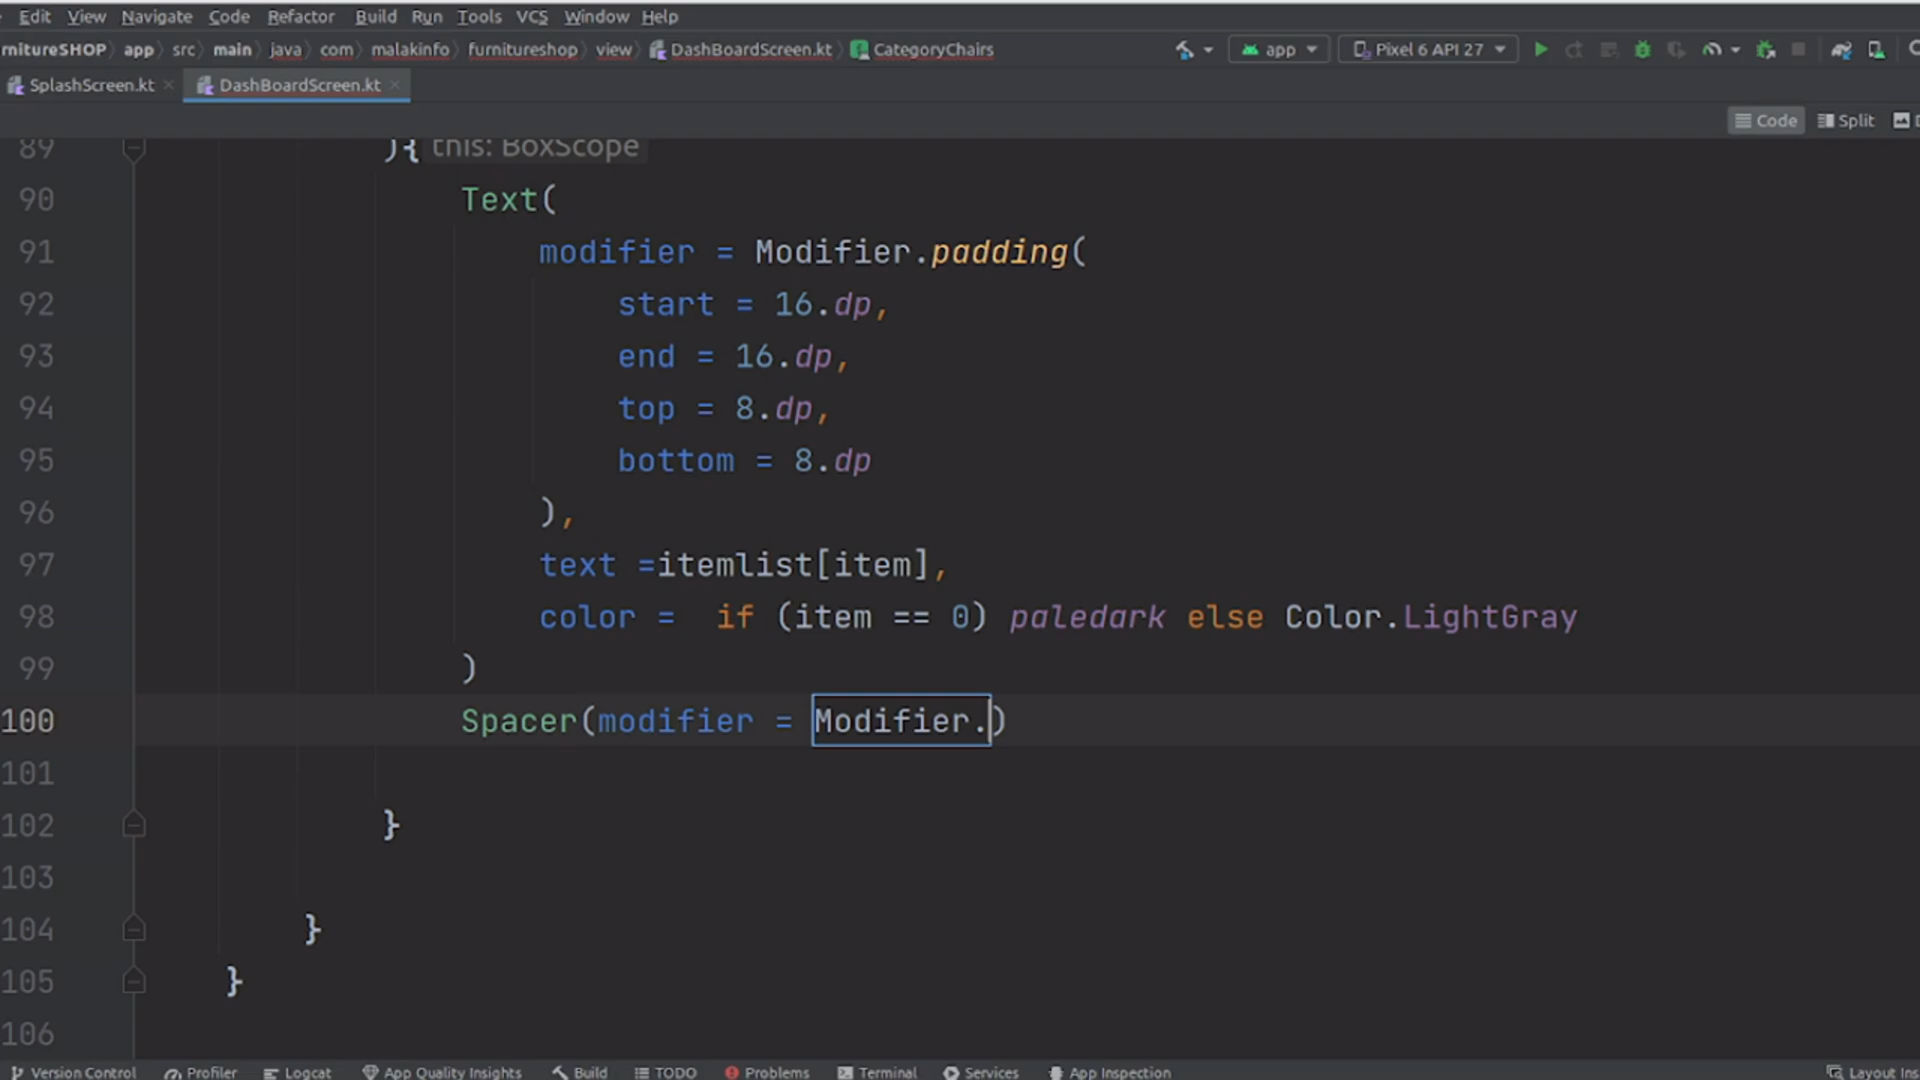 Edit View Navigate Code Refactor Build Run Tools VCS Window Help
rnitureSHOP app src main java com malakinfo furnitureshop view DashBoardScreen.kt CategoryChairs app Pixel 6 API 27
SplashScreen.kt DashBoardScreen.kt
Code Split
89 ){ this: BoxScope
90 Text(
91 modifier = Modifier.padding(
92 start = 16.dp,
93 end = 16.dp,
94 top = 8.dp,
95 bottom = 8.dp
96 ),
97 text =itemlist[item],
98 color =  if (item == 0) paledark else Color.LightGray
99 )
100 Spacer(modifier = Modifier.)
101
102 }
103
104 }
105 }
106
Version Control Profiler Logcat App Quality Insights Build TODO Problems Terminal Services App Inspection Layout Ins